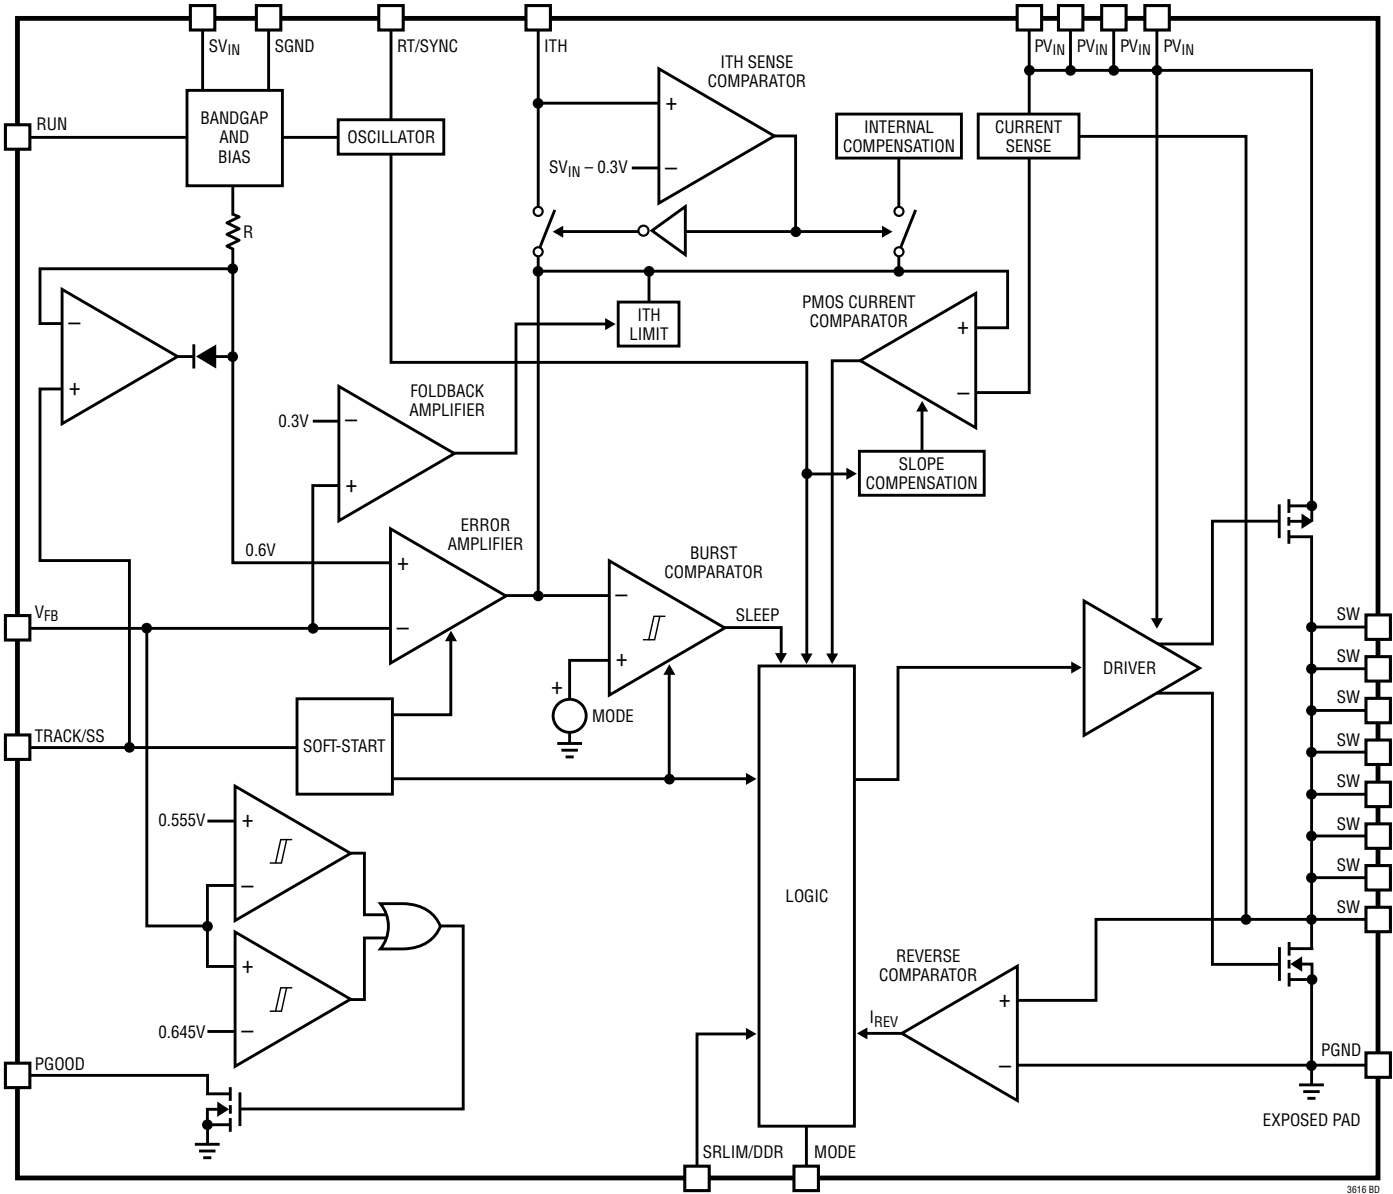 SVIN
SGND
RT/SYNC
ITH
PVIN
PVIN
PVIN
PVIN
ITH SENSE
COMPARATOR
RUN
BANDGAP
AND
BIAS
OSCILLATOR
+
SVIN – 0.3V
–
INTERNAL
COMPENSATION
CURRENT
SENSE
R
–
+
ITH
LIMIT
PMOS CURRENT
COMPARATOR
+
–
FOLDBACK
AMPLIFIER
0.3V
–
+
SLOPE
COMPENSATION
0.6V
ERROR
AMPLIFIER
+
–
BURST
COMPARATOR
–
+
SLEEP
VFB
+
MODE
DRIVER
SW
SW
SW
SW
SW
SW
SW
SW
TRACK/SS
SOFT-START
0.555V
+
–
+
0.645V
–
LOGIC
REVERSE
COMPARATOR
+
–
IREV
PGOOD
PGND
EXPOSED PAD
SRLIM/DDR
MODE
3616 BD